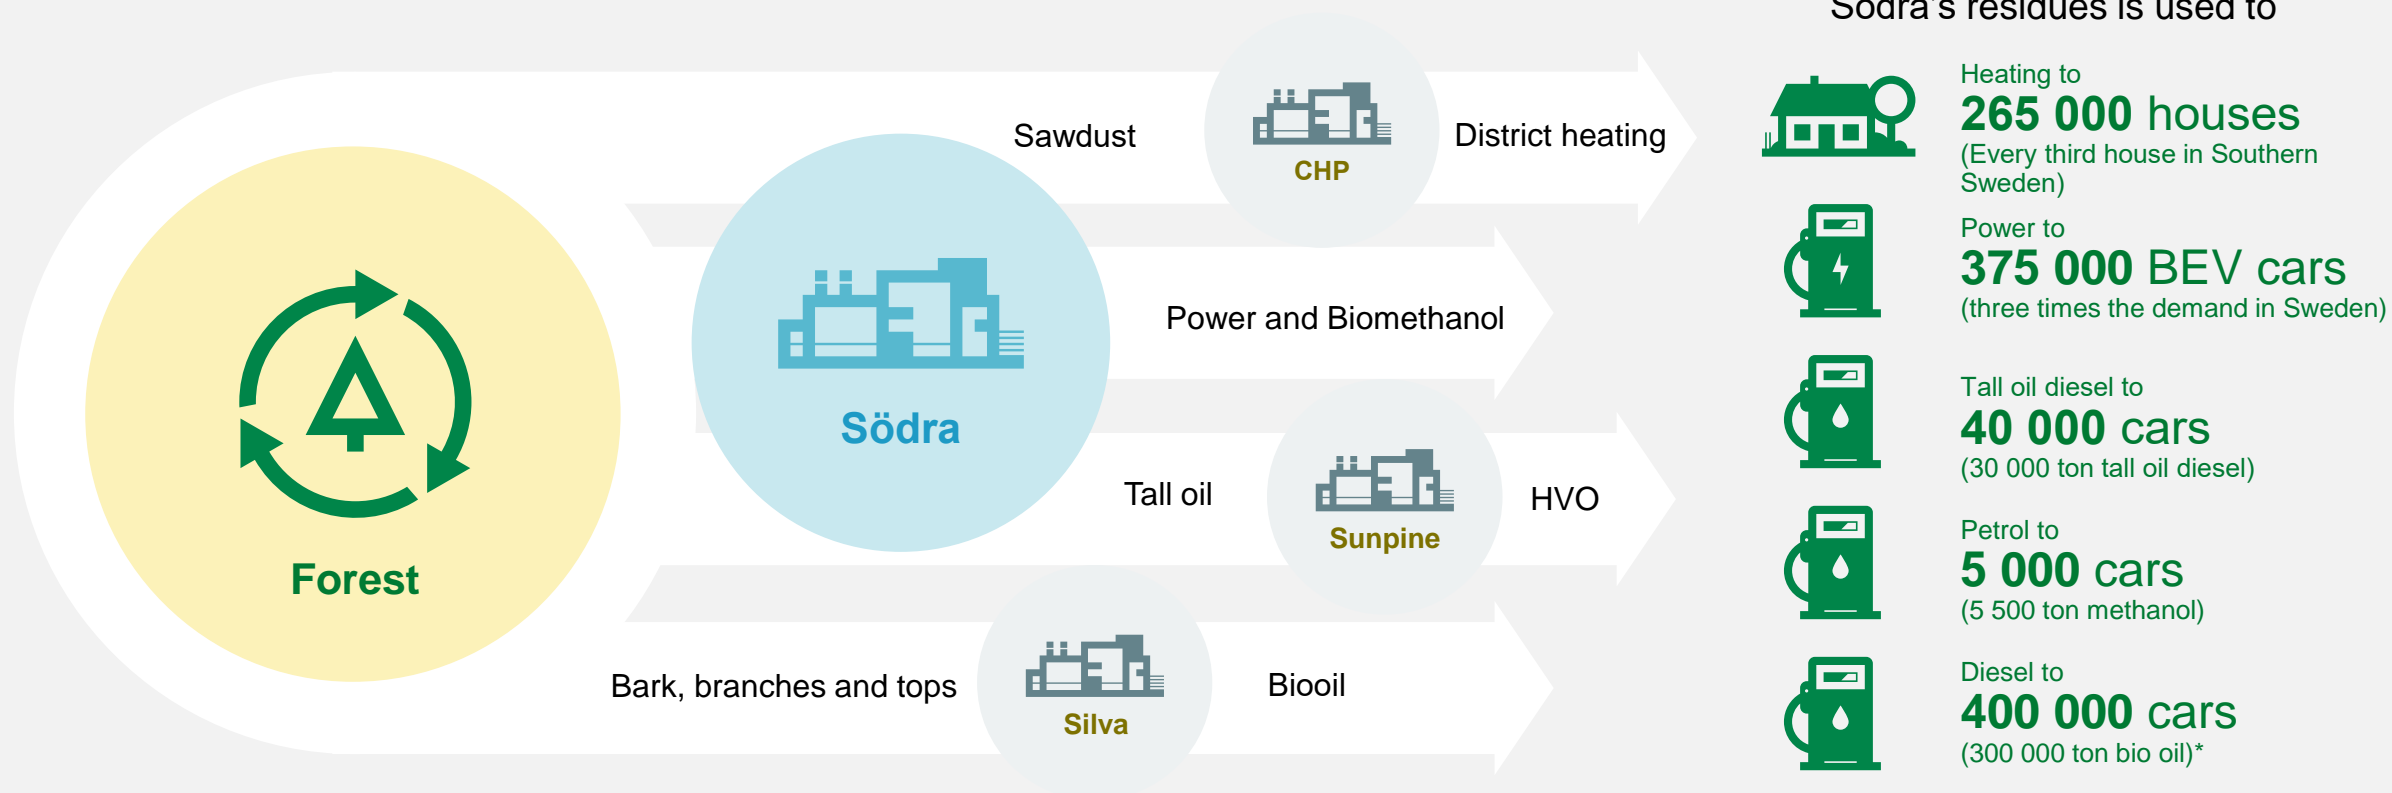 Södra's residues is used to
Forest
Södra
Sawdust
CHP
District heating
Power and Biomethanol
Tall oil
Sunpine
HVO
Bark, branches and tops
Silva
Biooil
Heating to
265 000 houses
(Every third house in Southern
Sweden)
Power to
375 000 BEV cars
(three times the demand in Sweden)
Tall oil diesel to
40 000 cars
(30 000 ton tall oil diesel)
Petrol to
5 000 cars
(5 500 ton methanol)
Diesel to
400 000 cars
(300 000 ton bio oil)*